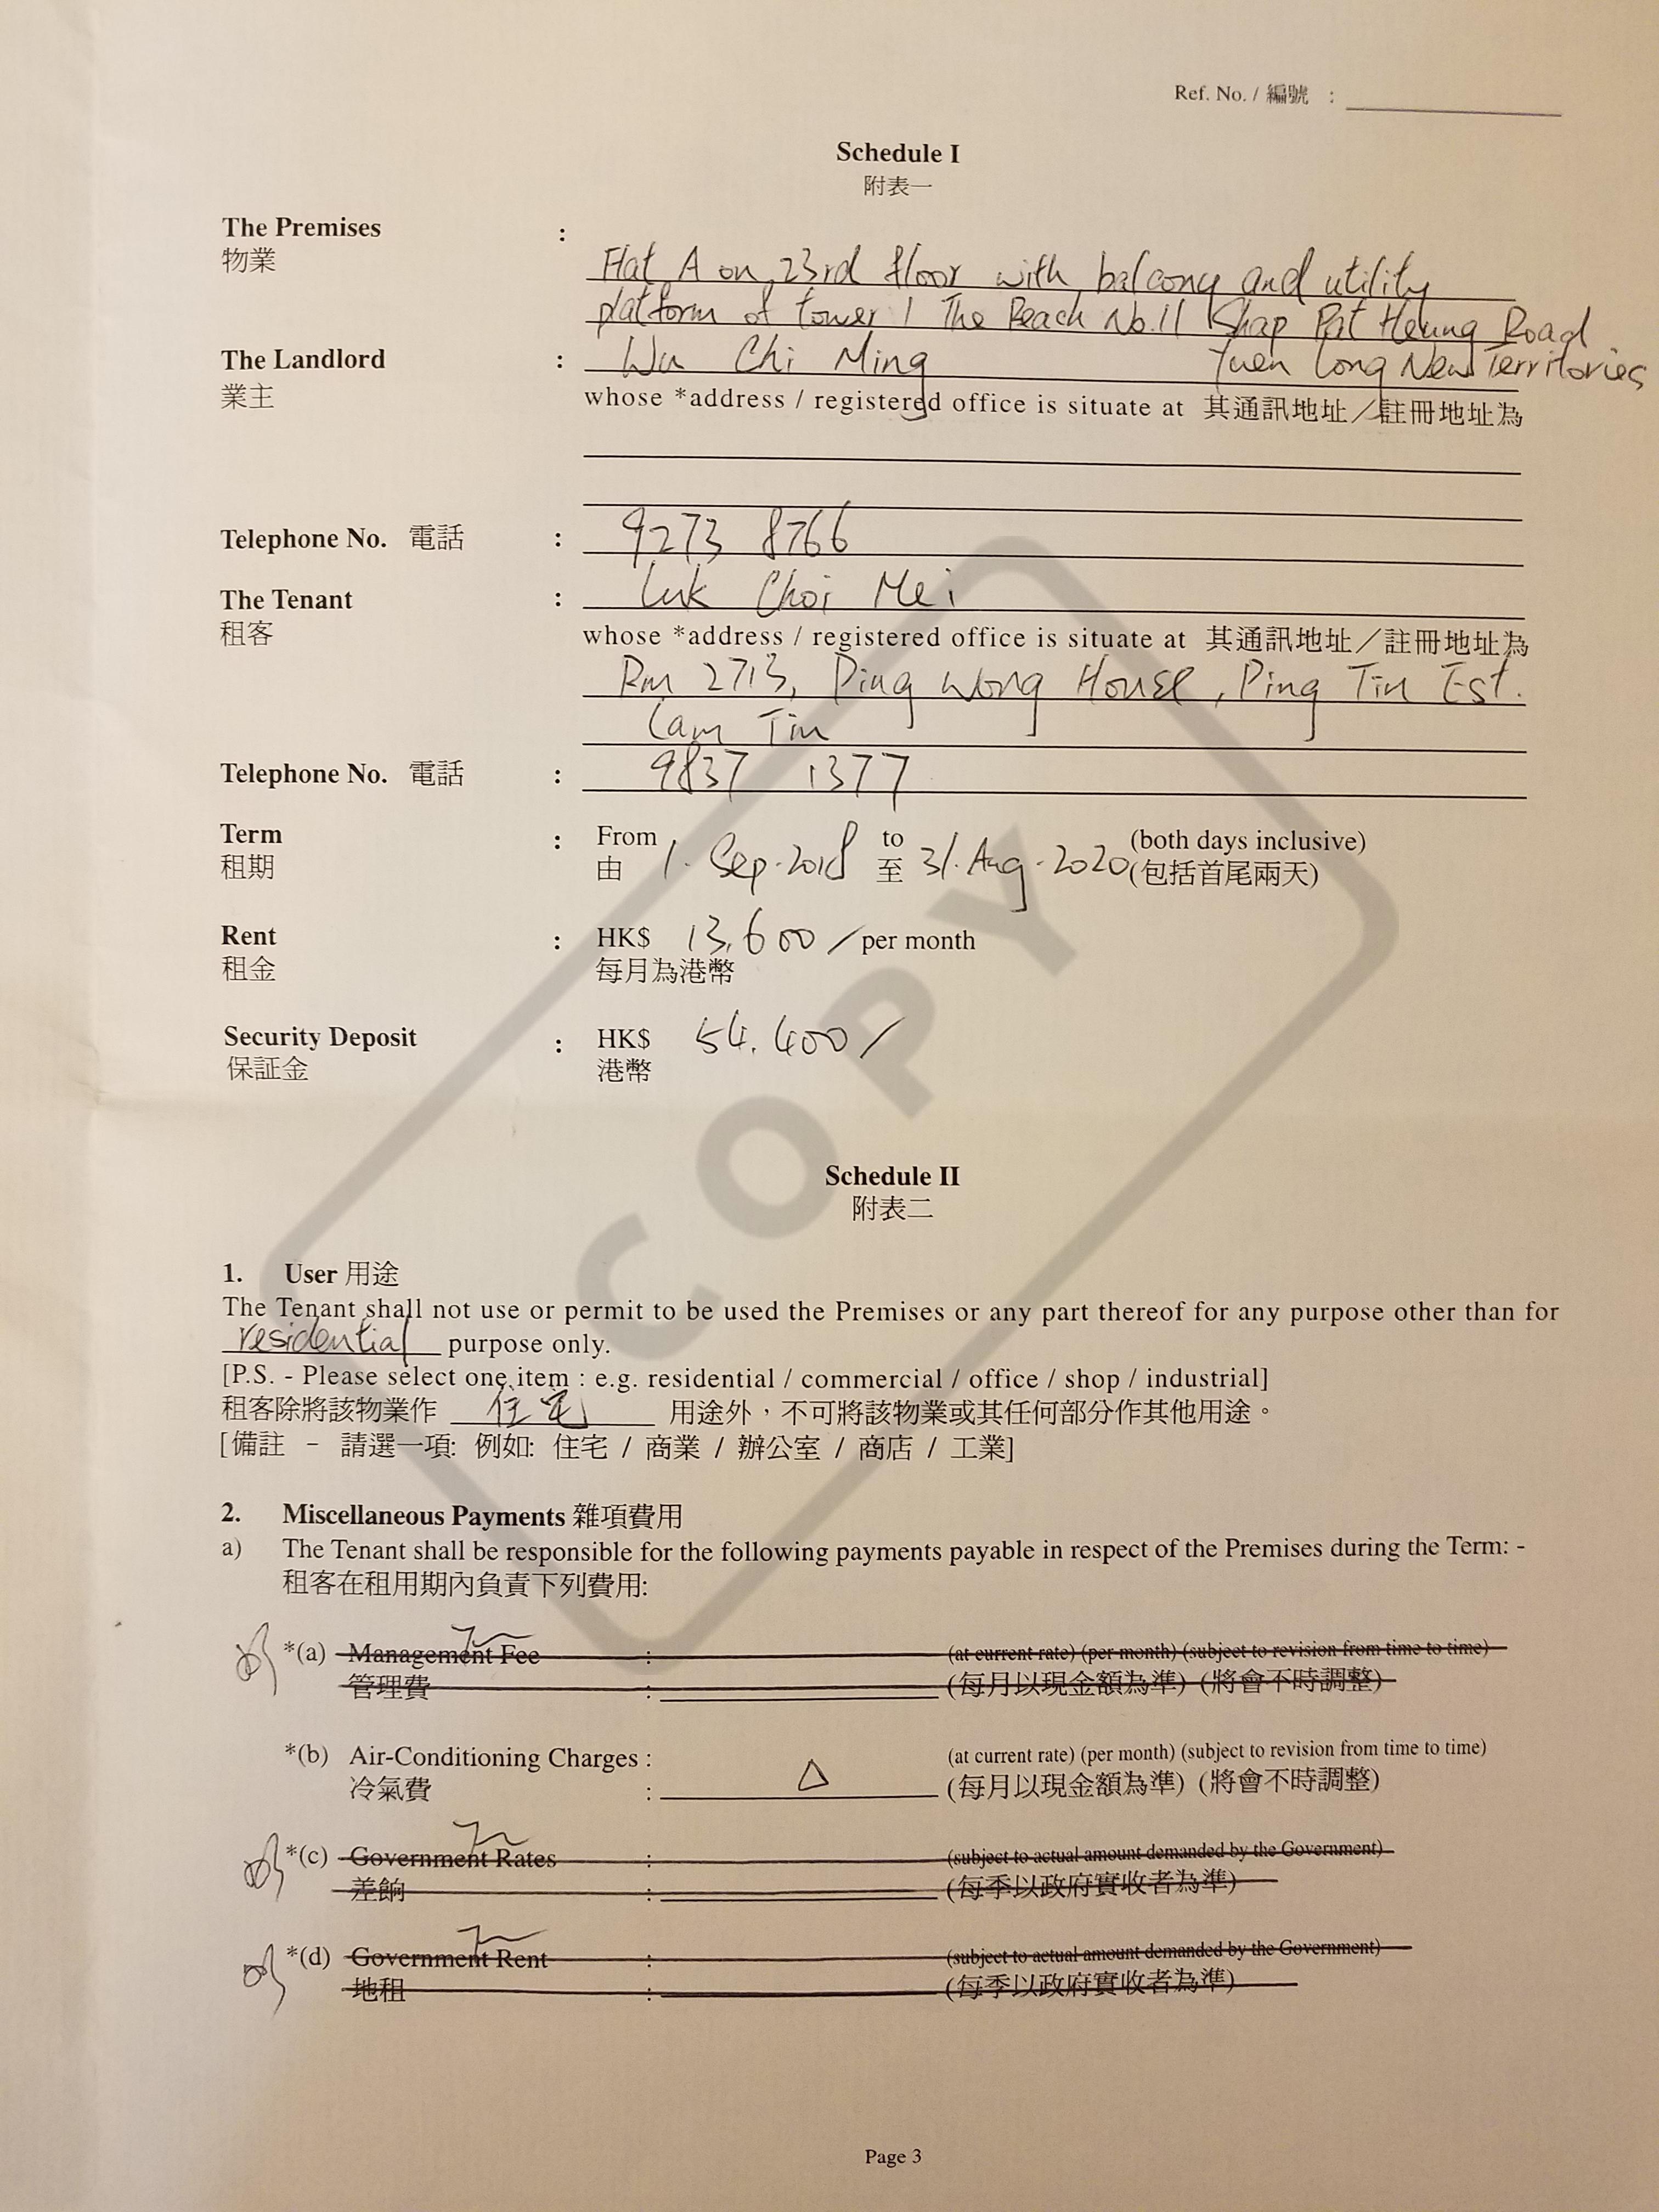 Ref. No. / 編號 :
Schedule I
附表一
The Premises :
物業
Flat A on 23rd floor with balcony and utility
platform of tower 1 The Reach No.11 Shap Pat Heung Road
Yuen Long New Territories
The Landlord : Wu Chi Ming
業主
whose *address / registered office is situate at 其通訊地址／註冊地址為
Telephone No. 電話 : 9273 8766
The Tenant : Luk Choi Mei
租客
whose *address / registered office is situate at 其通訊地址／註冊地址為
Rm 2713, Ping Wong House, Ping Tin Est.
Lam Tin
Telephone No. 電話 : 9837 1377
Term : From 1. Sep. 2018 to 31. Aug. 2020 (both days inclusive)
租期 由 至 (包括首尾兩天)
Rent : HK$ 13,600/ per month
租金 每月為港幣
Security Deposit : HK$ 54,400/
保証金 港幣
COPY
Schedule II
附表二
1. User 用途
The Tenant shall not use or permit to be used the Premises or any part thereof for any purpose other than for
residential purpose only.
[P.S. - Please select one item : e.g. residential / commercial / office / shop / industrial]
租客除將該物業作 住宅 用途外，不可將該物業或其任何部分作其他用途。
[備註 - 請選一項: 例如: 住宅 / 商業 / 辦公室 / 商店 / 工業]
2. Miscellaneous Payments 雜項費用
a) The Tenant shall be responsible for the following payments payable in respect of the Premises during the Term: -
租客在租用期內負責下列費用:
*(a) Management Fee : (at current rate) (per month) (subject to revision from time to time)
管理費 : (每月以現金額為準) (將會不時調整)
*(b) Air-Conditioning Charges : (at current rate) (per month) (subject to revision from time to time)
冷氣費 : (每月以現金額為準) (將會不時調整)
*(c) Government Rates : (subject to actual amount demanded by the Government)
差餉 : (每季以政府實收者為準)
*(d) Government Rent : (subject to actual amount demanded by the Government)
地租 : (每季以政府實收者為準)
Page 3